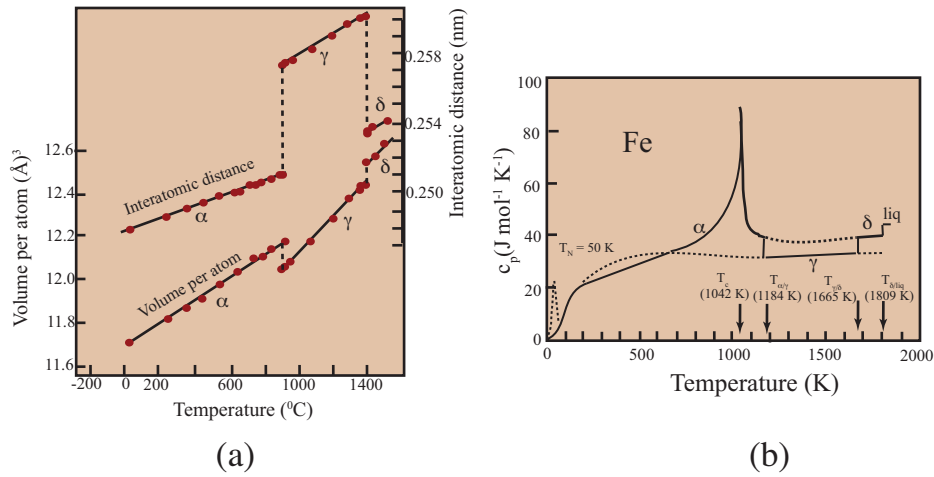 Volume per atom (Å)³
12.6
12.4
12.2
12.0
11.8
11.6
-200 0 200 600 1000 1400
Temperature (⁰C)
Interatomic distance (nm)
0.258
0.254
0.250
γ
δ
Interatomic distance
α
δ
γ
Volume per atom
α
(a)
cₚ(J mol⁻¹ K⁻¹)
100
80
60
40
20
0
0 500 1000 1500 2000
Temperature (K)
Fe
α
T_N = 50 K
δ liq
γ
T_c T_α/γ T_γ/δ T_δ/liq
(1042 K) (1184 K) (1665 K) (1809 K)
(b)